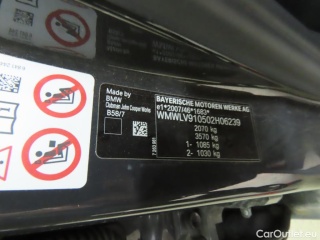 Made by
BMW
Clubman John Cooper Works
B58/7
BAYERISCHE MOTOREN WERKE AG
e1*2007/46*1683*
WMWLV910502H06239
2070 kg
3570 kg
1- 1085 kg
2- 1030 kg
CarOutlet.eu